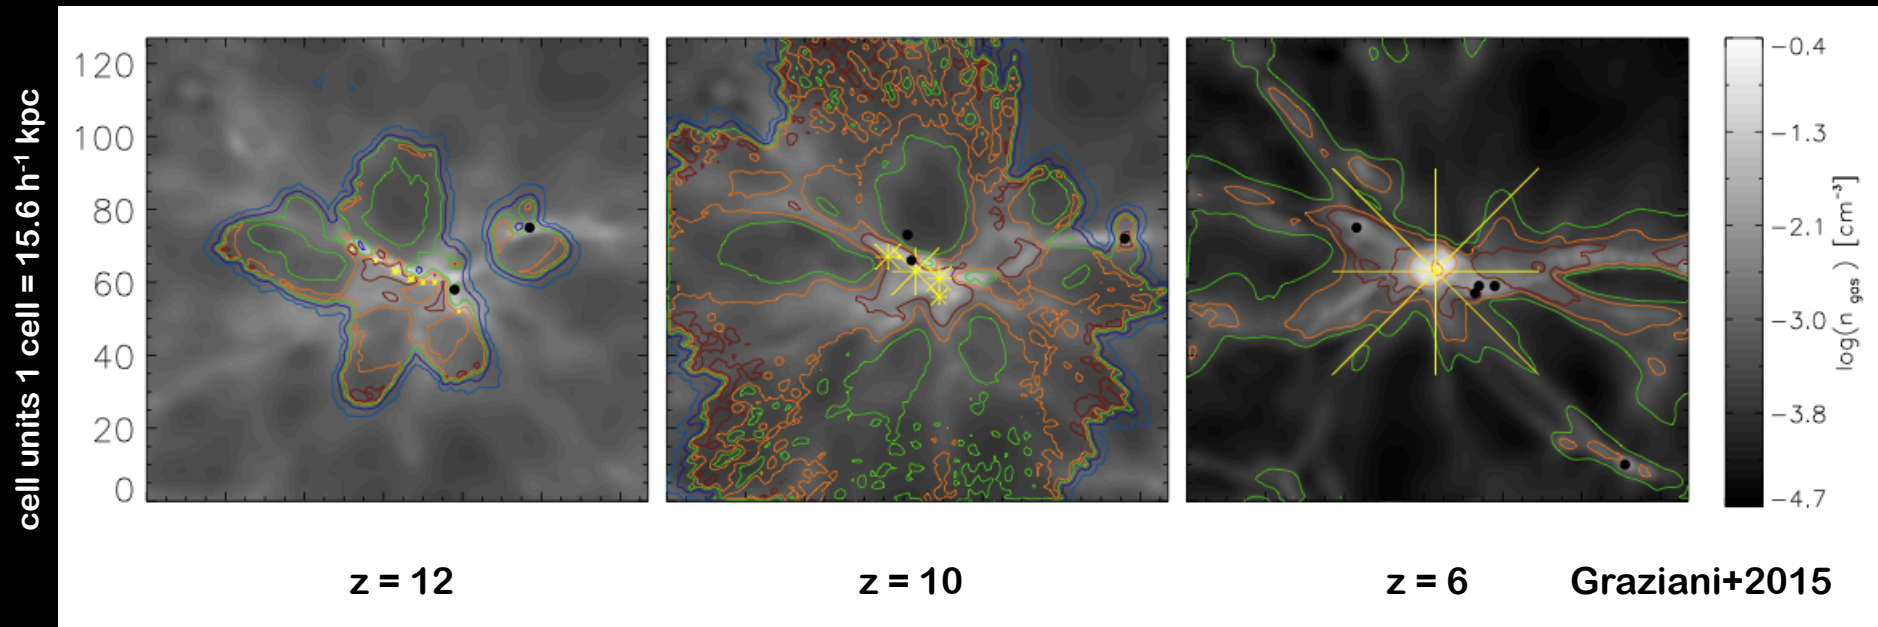 cell units 1 cell = 15.6 h⁻¹ kpc
120
100
80
60
40
20
0
−0.4
−1.3
−2.1
−3.0
−3.8
−4.7
log(n gas) [cm⁻³]
z = 12
z = 10
z = 6
Graziani+2015